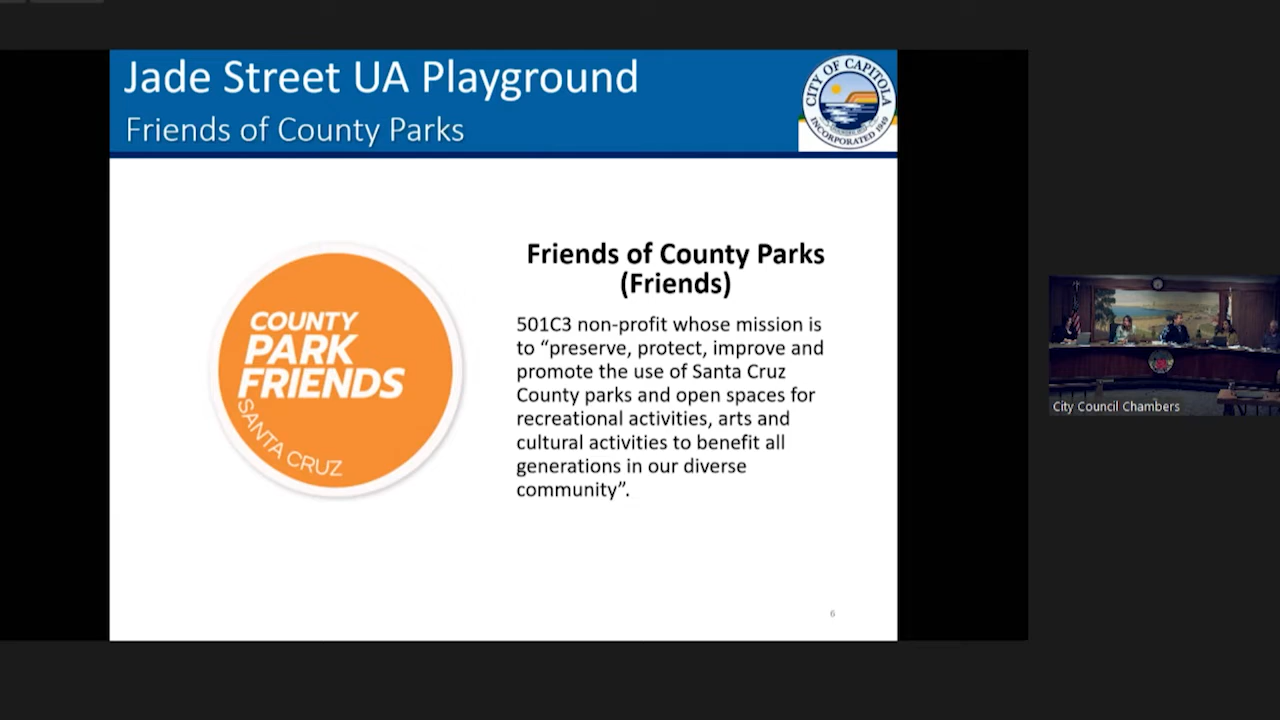 Jade Street UA Playground
Friends of County Parks
CITY OF CAPITOLA
INCORPORATED 1949
COUNTY
PARK
FRIENDS
SANTA CRUZ
Friends of County Parks
(Friends)
501C3 non-profit whose mission is
to “preserve, protect, improve and
promote the use of Santa Cruz
County parks and open spaces for
recreational activities, arts and
cultural activities to benefit all
generations in our diverse
community”.
6
City Council Chambers